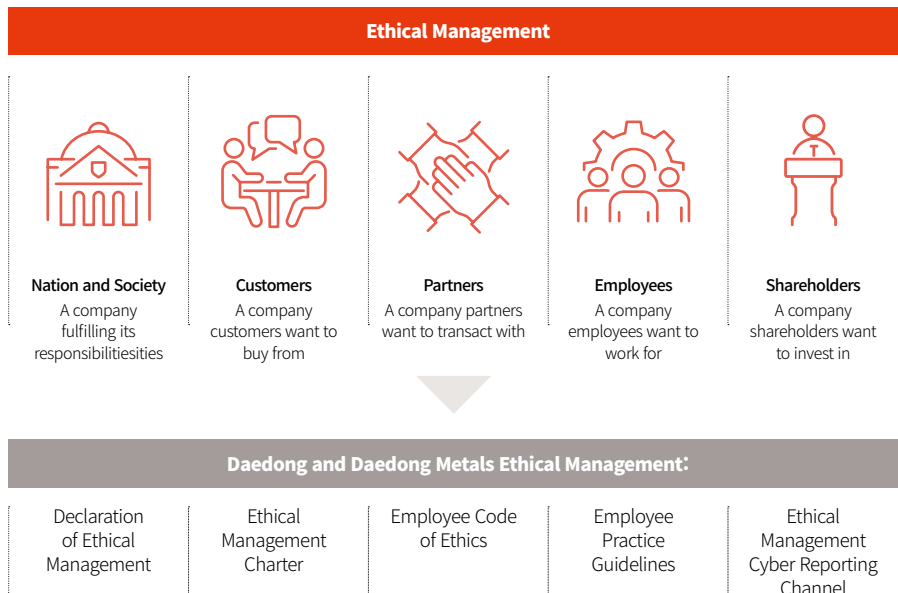 Ethical Management
Nation and Society
A company
fulfilling its
responsibilitiesities
Customers
A company
customers want to
buy from
Partners
A company partners
want to transact with
Employees
A company
employees want to
work for
Shareholders
A company
shareholders want
to invest in
Daedong and Daedong Metals Ethical Management:
Declaration
of Ethical
Management
Ethical
Management
Charter
Employee Code
of Ethics
Employee
Practice
Guidelines
Ethical
Management
Cyber Reporting
Channel